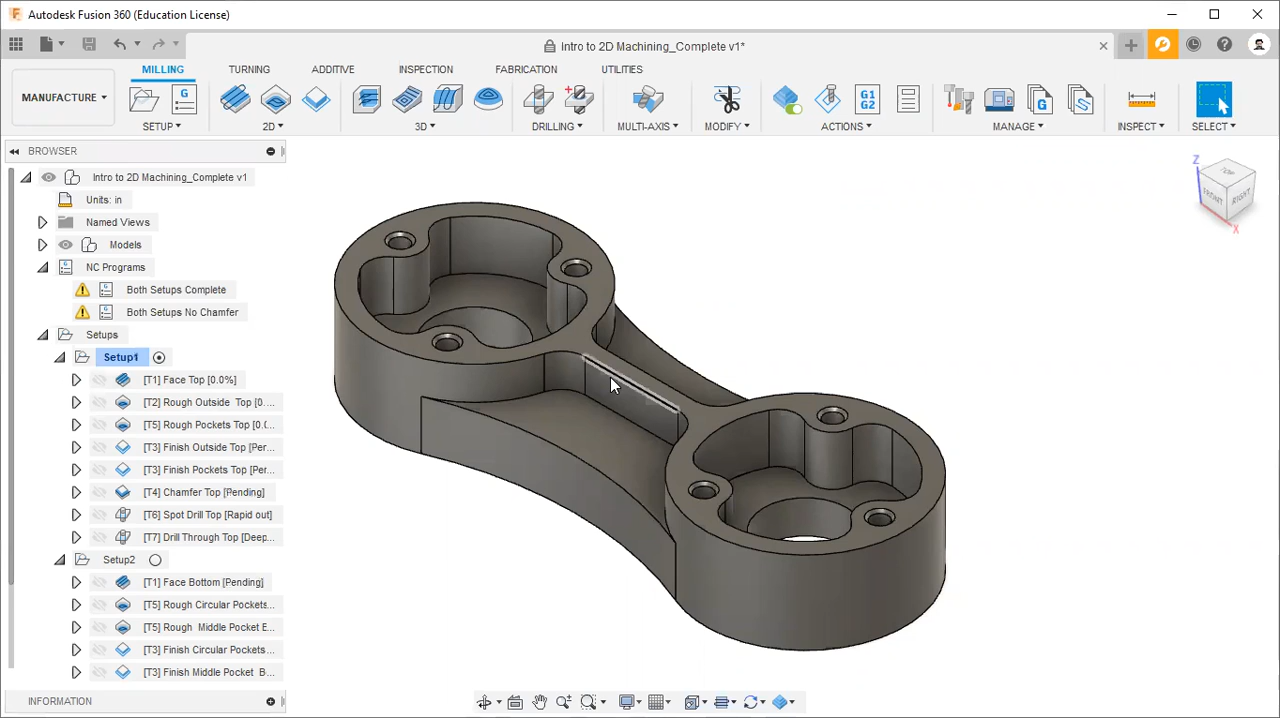 Autodesk Fusion 360 (Education License)
Intro to 2D Machining_Complete v1*
MILLING TURNING ADDITIVE INSPECTION FABRICATION UTILITIES
MANUFACTURE
G
G1
G2
G
S
SETUP 2D 3D DRILLING MULTI-AXIS MODIFY ACTIONS MANAGE INSPECT SELECT
BROWSER
Intro to 2D Machining_Complete v1
Units: in
Named Views
Models
NC Programs
Both Setups Complete
Both Setups No Chamfer
Setups
Setup1
[T1] Face Top [0.0%]
[T2] Rough Outside Top [0....
[T5] Rough Pockets Top [0....
[T3] Finish Outside Top [Per...
[T3] Finish Pockets Top [Per...
[T4] Chamfer Top [Pending]
[T6] Spot Drill Top [Rapid out]
[T7] Drill Through Top [Deep...
Setup2
[T1] Face Bottom [Pending]
[T5] Rough Circular Pockets...
[T5] Rough Middle Pocket E...
[T3] Finish Circular Pockets...
[T3] Finish Middle Pocket B...
INFORMATION
Z
TOP
FRONT
RIGHT
X